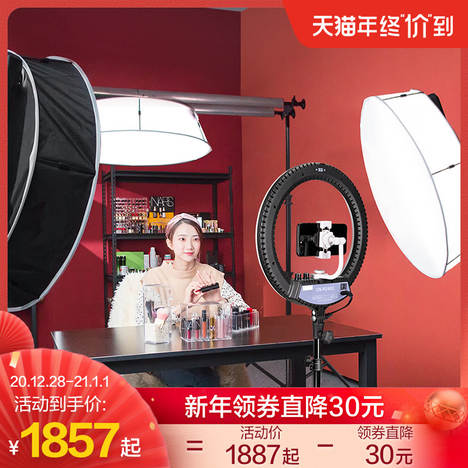 天猫年终"价"到
NARS
20.12.28-21.1.1
活动到手价:
¥1857起
新年领券直降30元
=
活动价
1887起
-
领券直降
30元